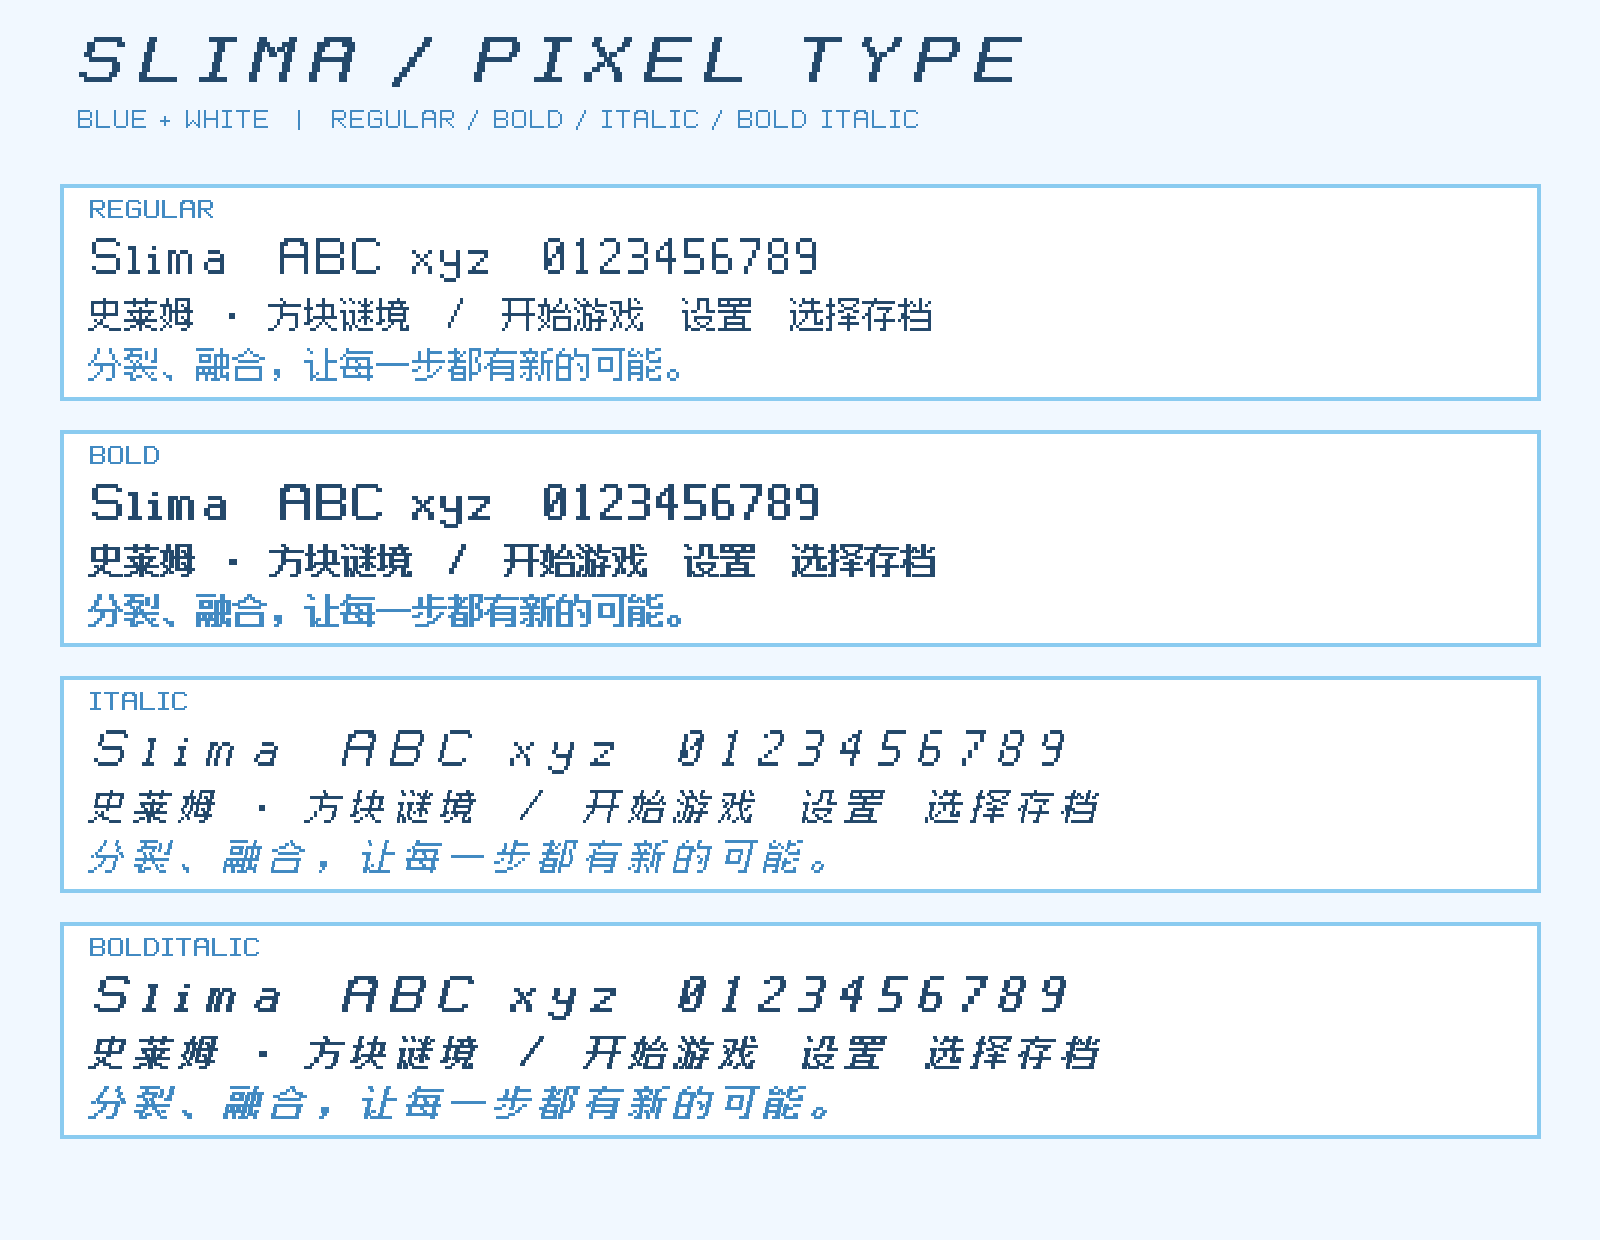 SLIMA / PIXEL TYPE
BLUE + WHITE | REGULAR / BOLD / ITALIC / BOLD ITALIC
REGULAR
Slima ABC xyz 0123456789
史莱姆 · 方块谜境 / 开始游戏 设置 选择存档
分裂、融合，让每一步都有新的可能。
BOLD
Slima ABC xyz 0123456789
史莱姆 · 方块谜境 / 开始游戏 设置 选择存档
分裂、融合，让每一步都有新的可能。
ITALIC
Slima ABC xyz 0123456789
史莱姆 · 方块谜境 / 开始游戏 设置 选择存档
分裂、融合，让每一步都有新的可能。
BOLDITALIC
Slima ABC xyz 0123456789
史莱姆 · 方块谜境 / 开始游戏 设置 选择存档
分裂、融合，让每一步都有新的可能。